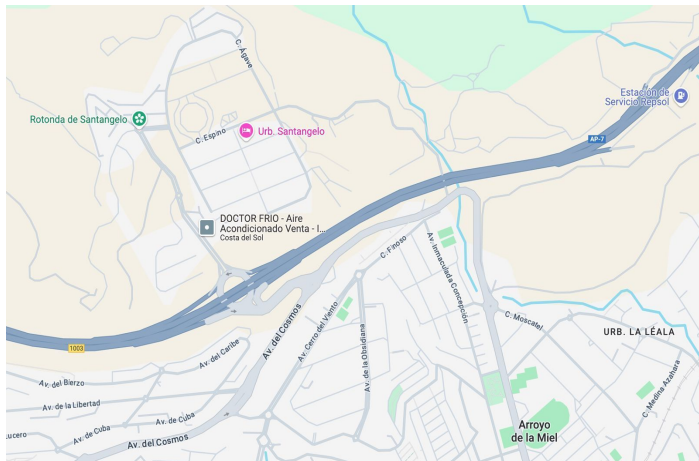 C. Ágave
Estación de
Servicio Repsol
Rotonda de Santangelo
Urb. Santangelo
C. Espino
AP-7
DOCTOR FRIO - Aire
Acondicionado Venta - I...
Costa del Sol
C. Finoso
Av. Inmaculada Concepción
C. Moscatel
URB. LA LÉALA
1003
Av. del Cosmos
Av. Cerro del Viento
Av. de la Obsidiana
Av. del Caribe
Av. del Bierzo
Av. de la Libertad
C. Medina Azahara
Av. de Cuba
Av. de Cuba
Lucero
Av. del Cosmos
Arroyo
de la Miel